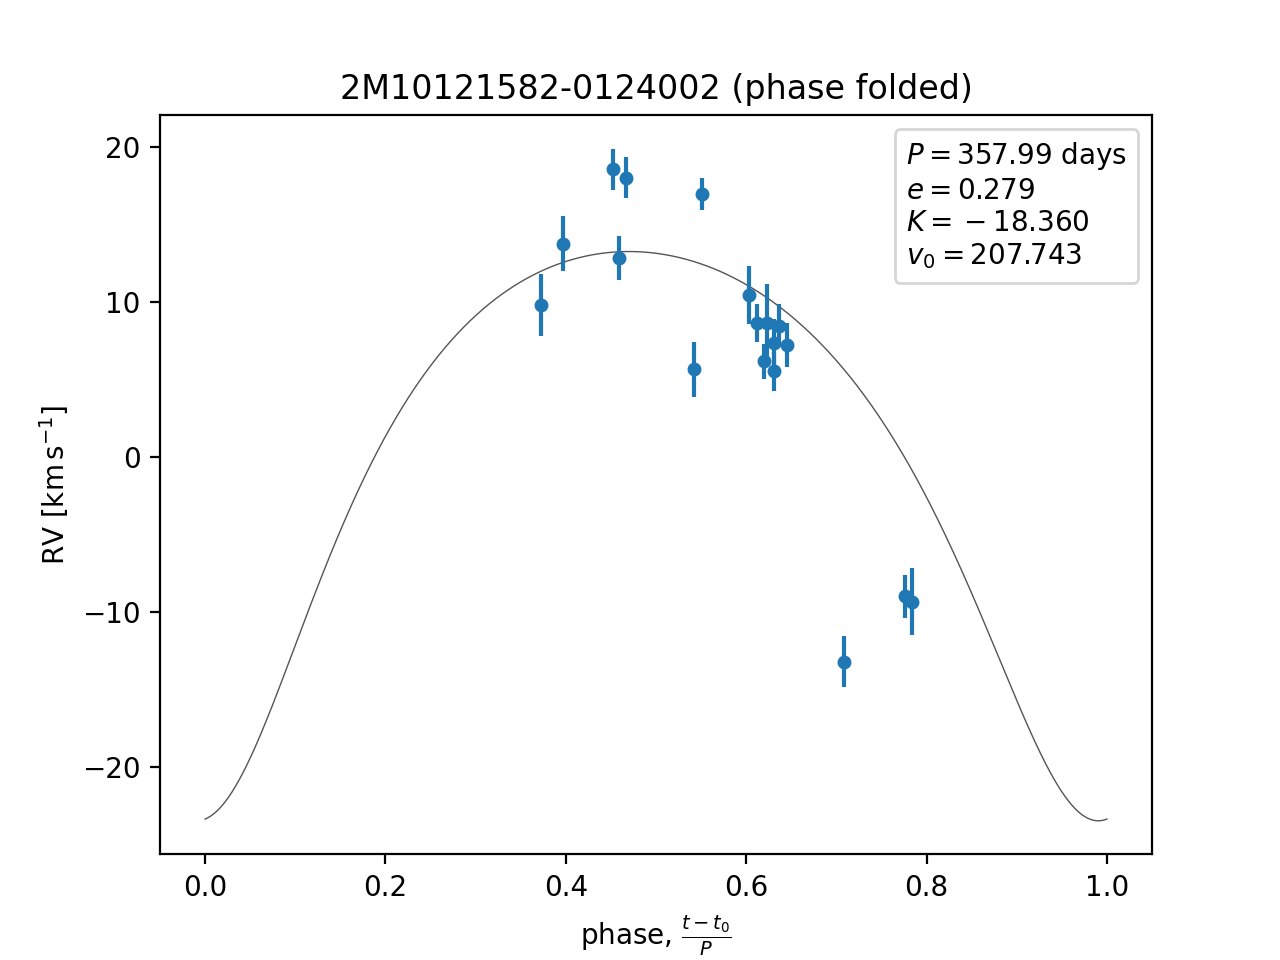 2M10121582-0124002 (phase folded)
P = 357.99 days
e = 0.279
K = −18.360
v₀ = 207.743
20
10
0
−10
−20
RV [km s⁻¹]
0.0 0.2 0.4 0.6 0.8 1.0
phase, (t − t₀)/P